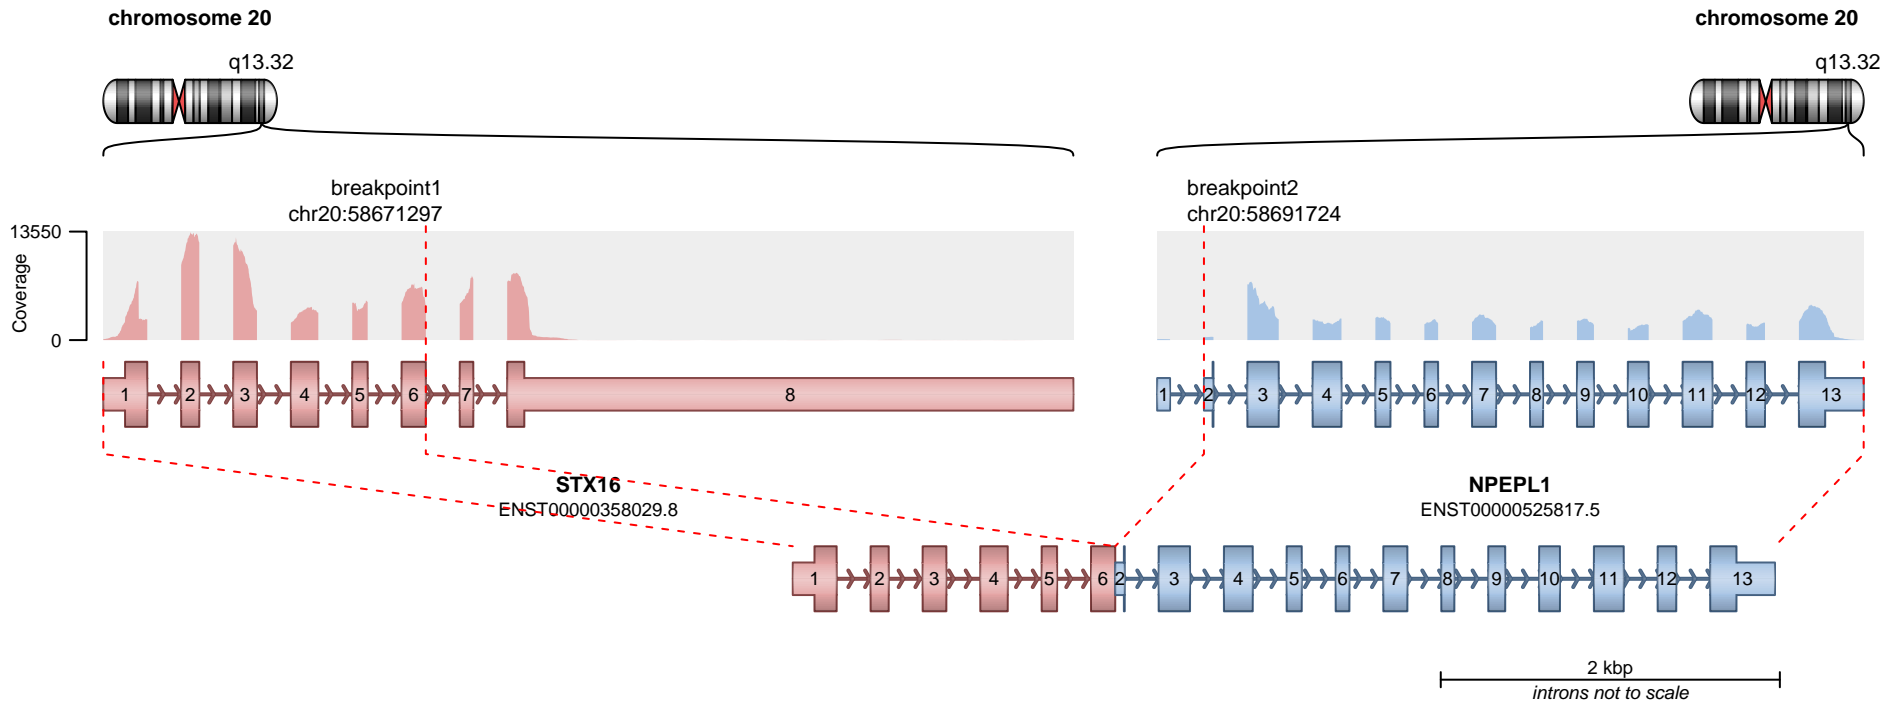 chromosome 20
chromosome 20
q13.32
q13.32
breakpoint1
chr20:58671297
breakpoint2
chr20:58691724
13550
Coverage
0
1 2 3 4 5 6 7 8
1 2 3 4 5 6 7 8 9 10 11 12 13
STX16
ENST00000358029.8
NPEPL1
ENST00000525817.5
1 2 3 4 5 6 2 3 4 5 6 7 8 9 10 11 12 13
2 kbp
introns not to scale